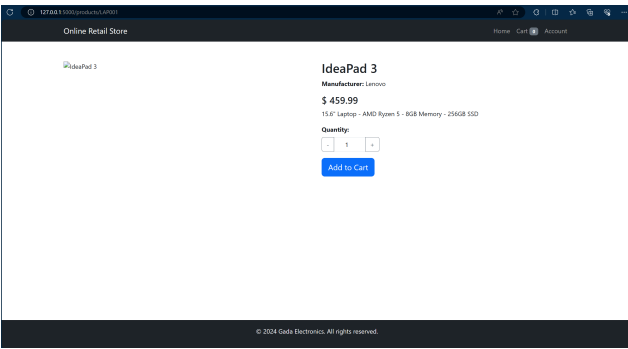 127.0.0.1:5000/products/LAP001
Online Retail Store
Home Cart Account
IdeaPad 3
IdeaPad 3
Manufacturer: Lenovo
$ 459.99
15.6" Laptop - AMD Ryzen 5 - 8GB Memory - 256GB SSD
Quantity:
- 1 +
Add to Cart
© 2024 Gada Electronics. All rights reserved.